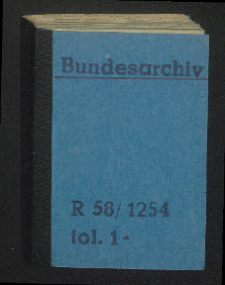 Bundesarchiv
R 58/1254
fol. 1-